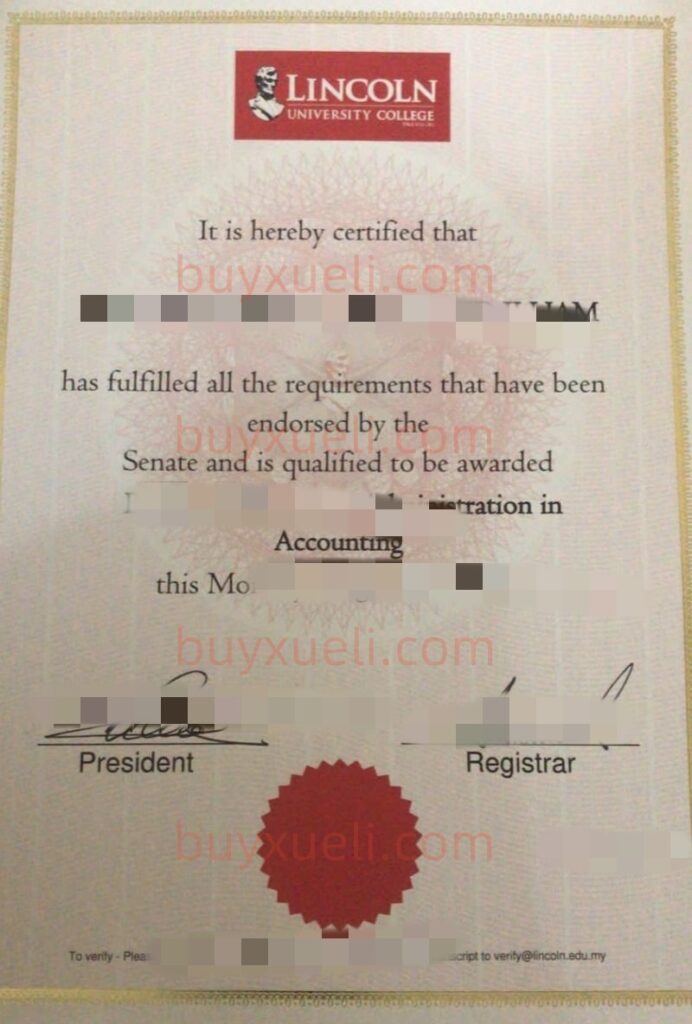 LINCOLN
UNIVERSITY COLLEGE
It is hereby certified that
buyxueli.com
has fulfilled all the requirements that have been
endorsed by the
buyxueli.com
Senate and is qualified to be awarded
in
Accounting
this
buyxueli.com
President
Registrar
buyxueli.com
To verify - to verify@lincoln.edu.my